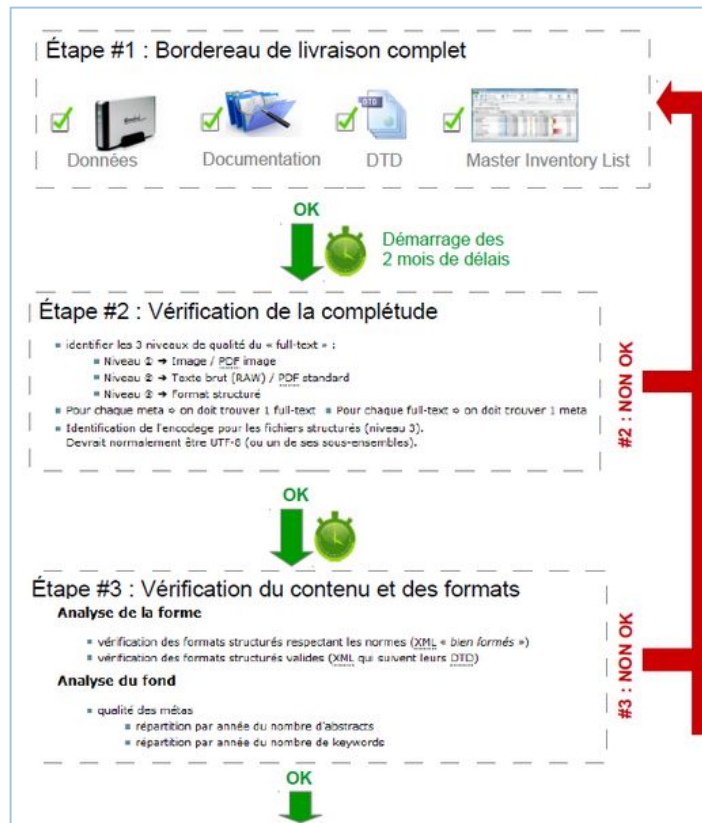 Étape #1 : Bordereau de livraison complet
DTD
Données
Documentation
DTD
Master Inventory List
OK
Démarrage des
2 mois de délais
Étape #2 : Vérification de la complétude
▪ identifier les 3 niveaux de qualité du « full-text » :
▪ Niveau ① ➔ Image / PDF image
▪ Niveau ② ➔ Texte brut (RAW) / PDF standard
▪ Niveau ③ ➔ Format structuré
▪ Pour chaque meta ⇨ on doit trouver 1 full-text ▪ Pour chaque full-text ⇨ on doit trouver 1 meta
▪ Identification de l'encodage pour les fichiers structurés (niveau 3).
Devrait normalement être UTF-8 (ou un de ses sous-ensembles).
#2 : NON OK
OK
Étape #3 : Vérification du contenu et des formats
Analyse de la forme
▪ vérification des formats structurés respectant les normes (XML « bien formés »)
▪ vérification des formats structurés valides (XML qui suivent leurs DTD)
Analyse du fond
▪ qualité des métas
▪ répartition par année du nombre d'abstracts
▪ répartition par année du nombre de keywords
#3 : NON OK
OK